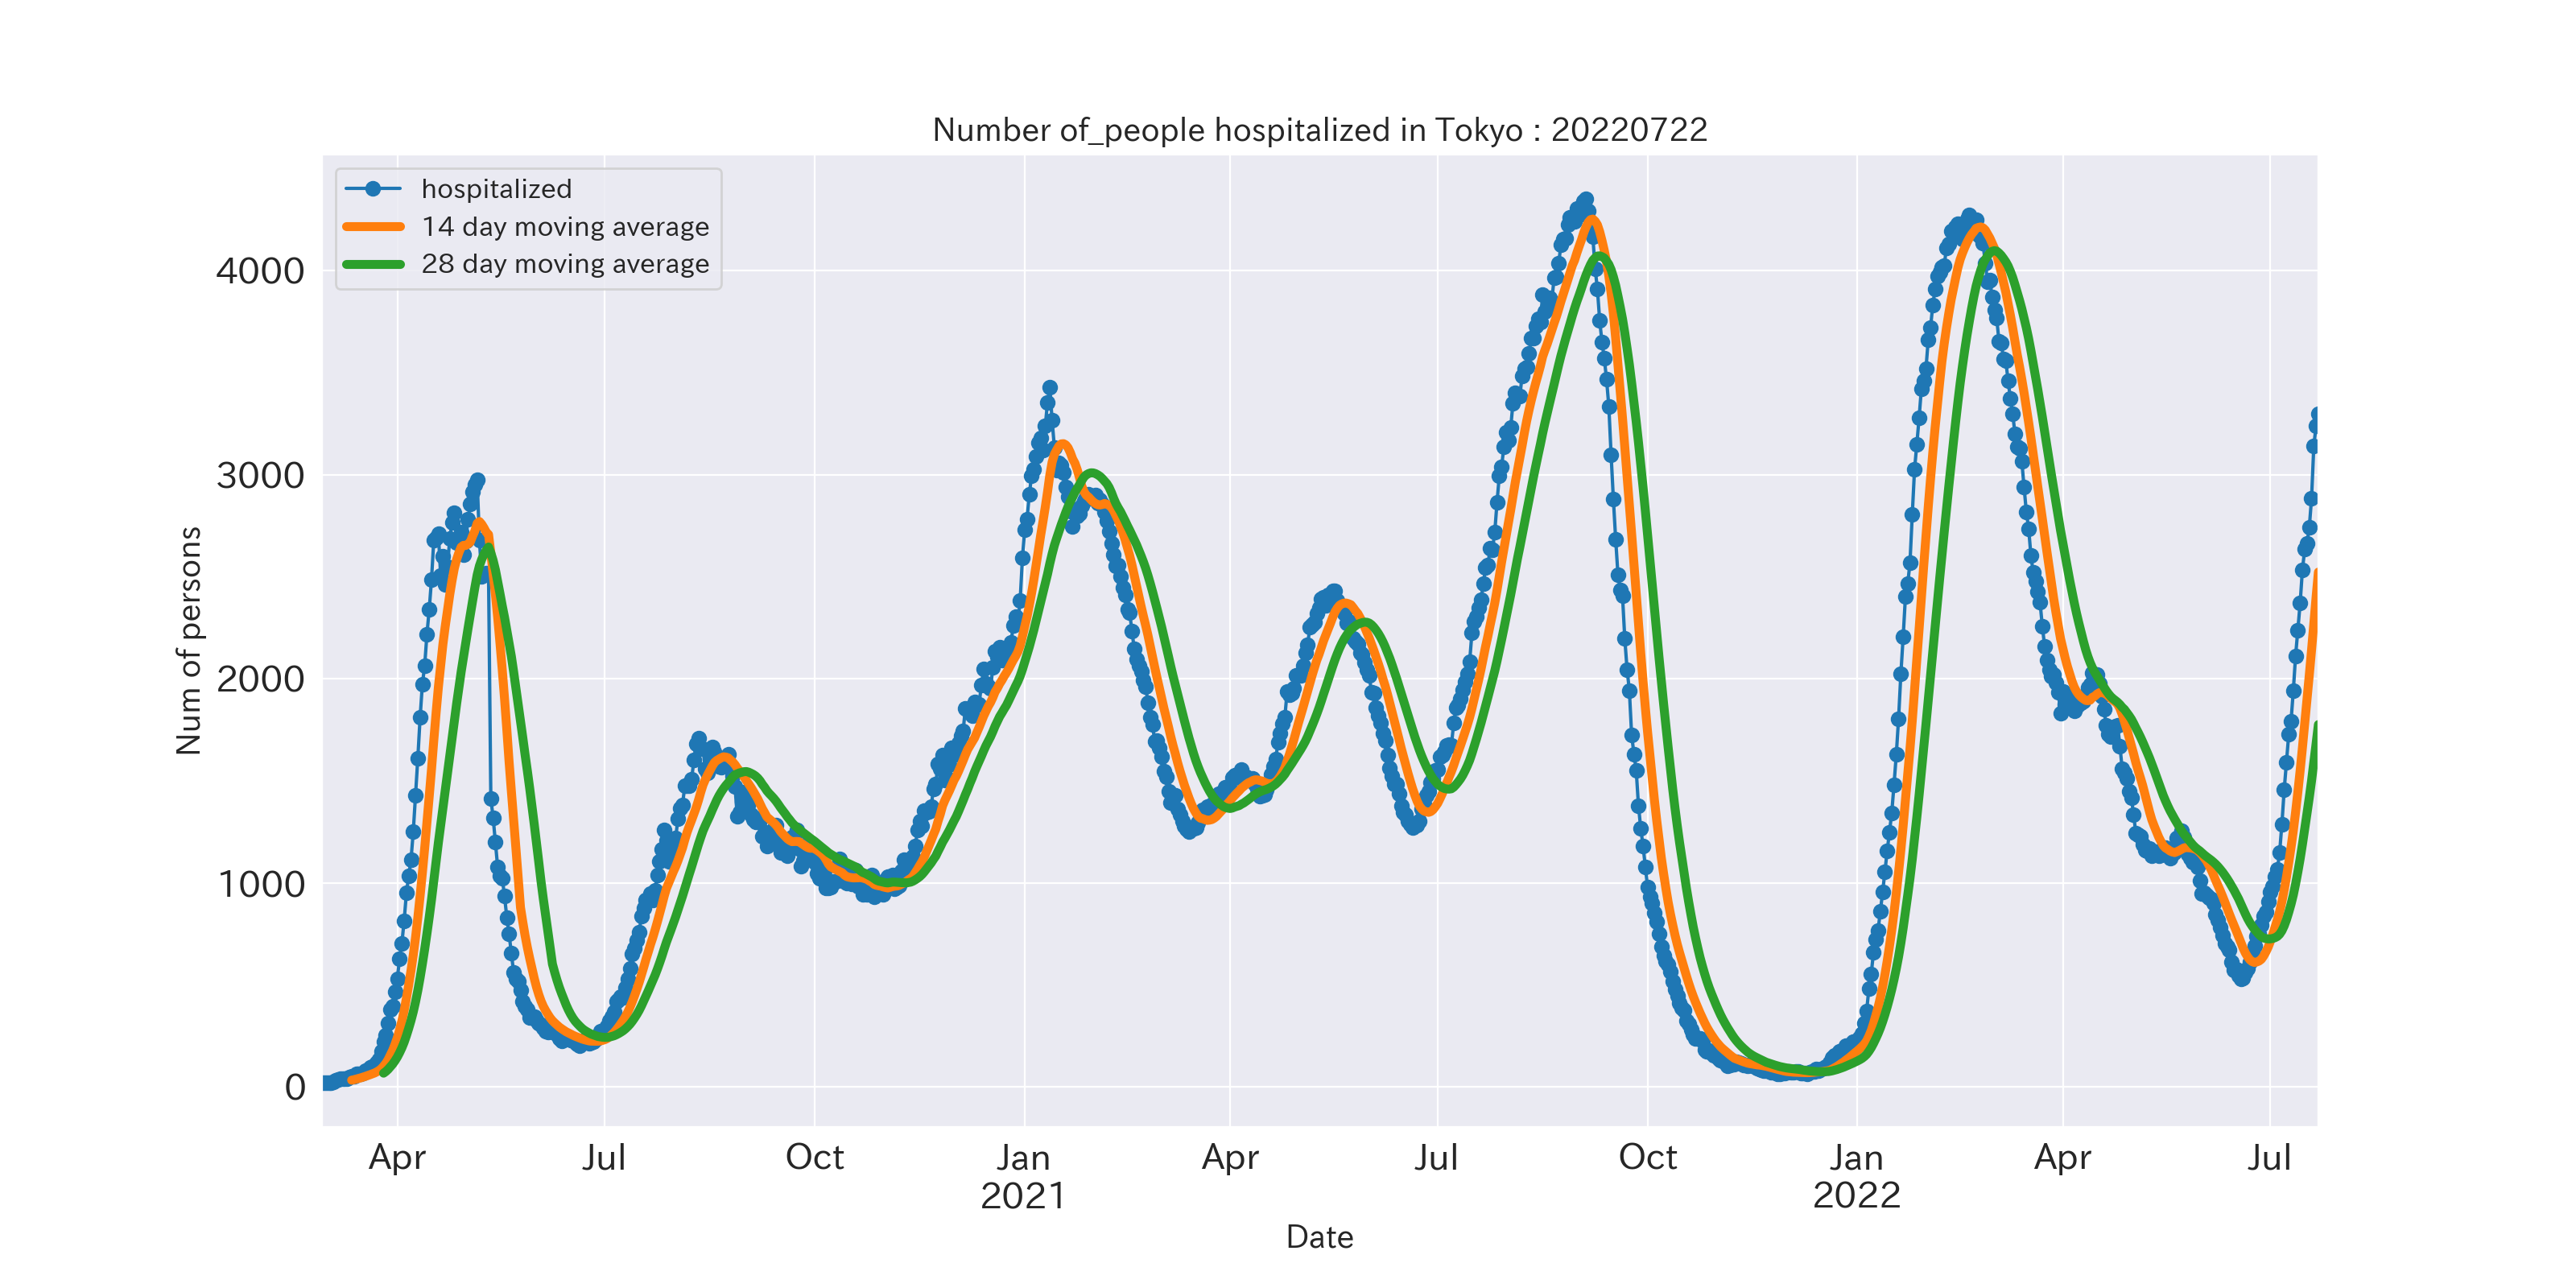 Number of_people hospitalized in Tokyo : 20220722
hospitalized
14 day moving average
28 day moving average
Num of persons
4000
3000
2000
1000
0
Apr Jul Oct Jan Apr Jul Oct Jan Apr Jul
2021 2022
Date